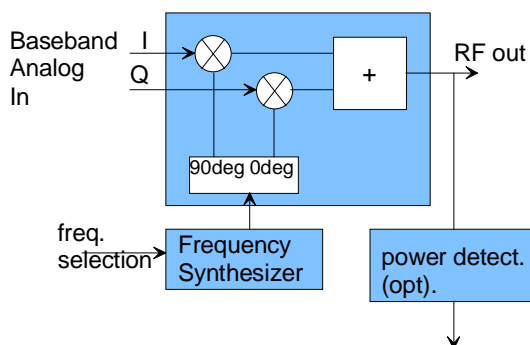 Baseband
Analog
In
I
Q
+
RF out
90deg 0deg
freq.
selection
Frequency
Synthesizer
power detect.
(opt).